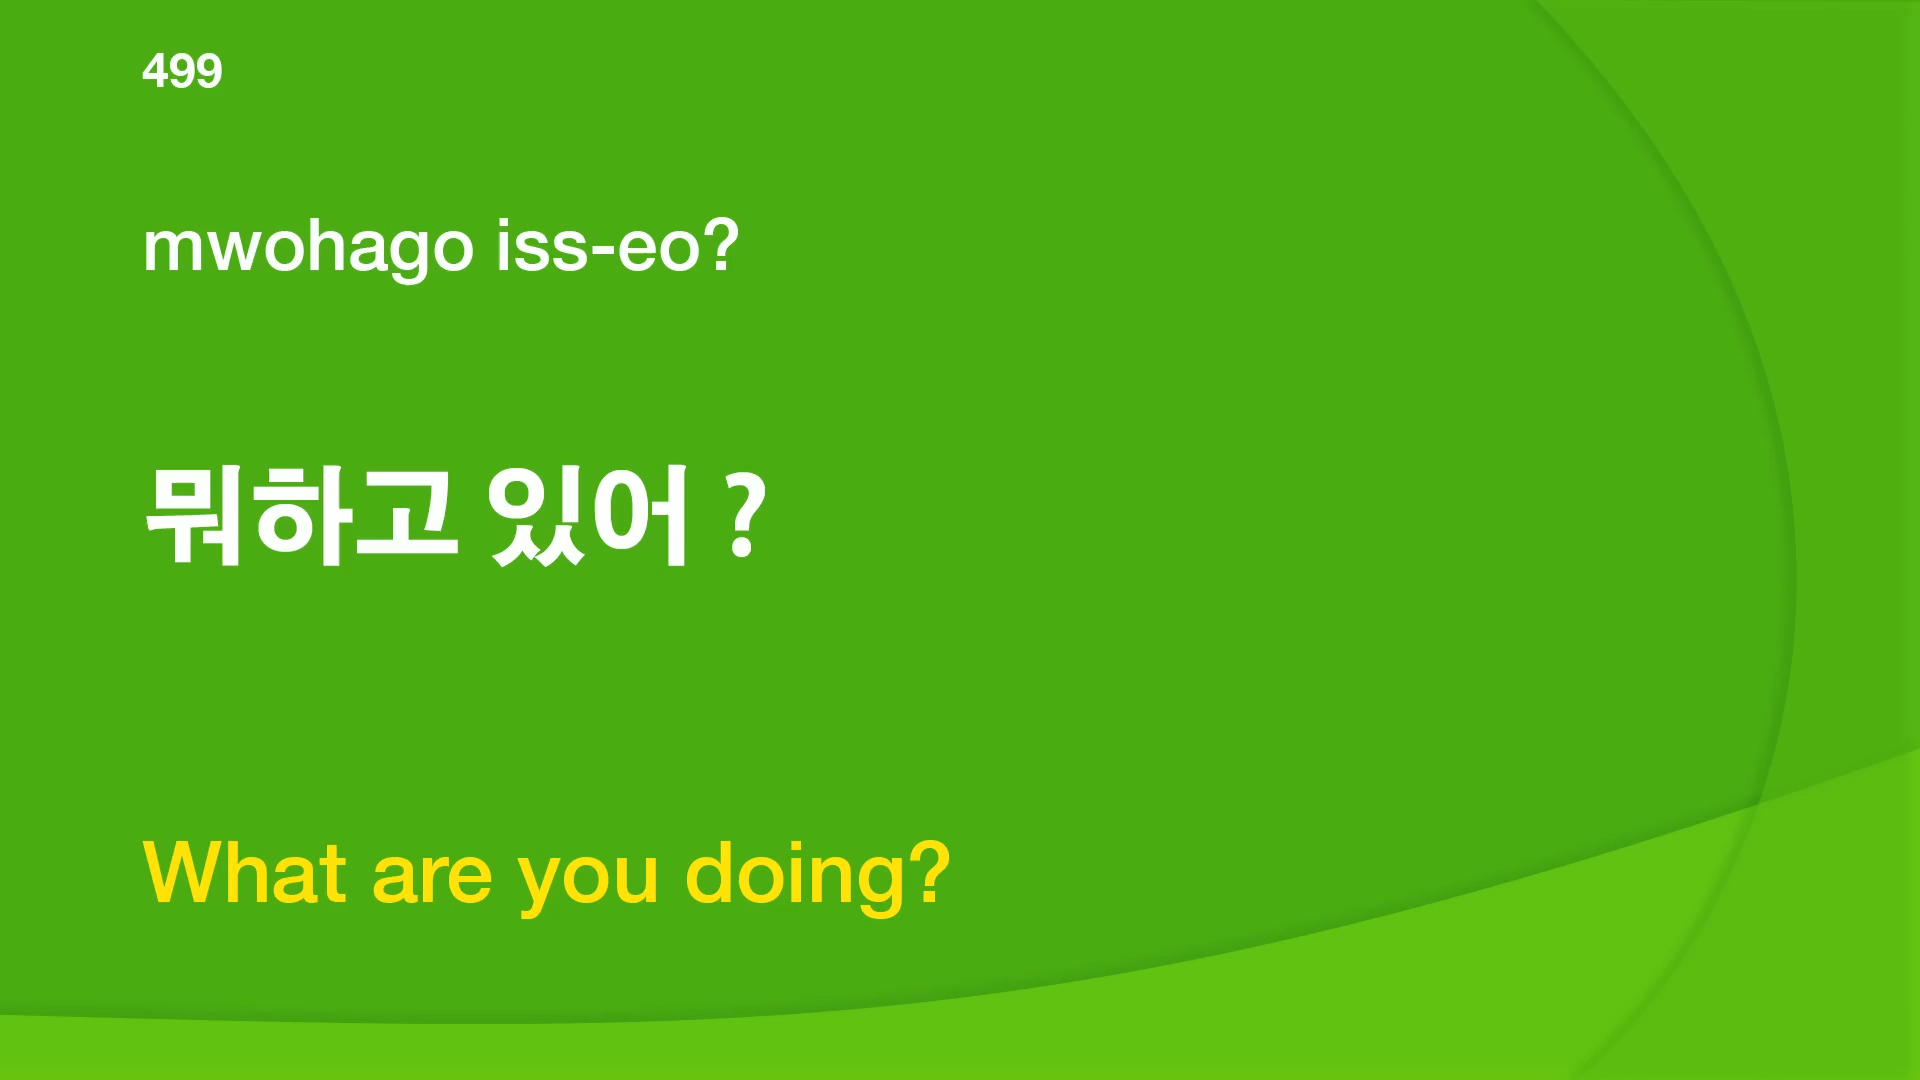 499
mwohago iss-eo?
뭐하고 있어 ?
What are you doing?